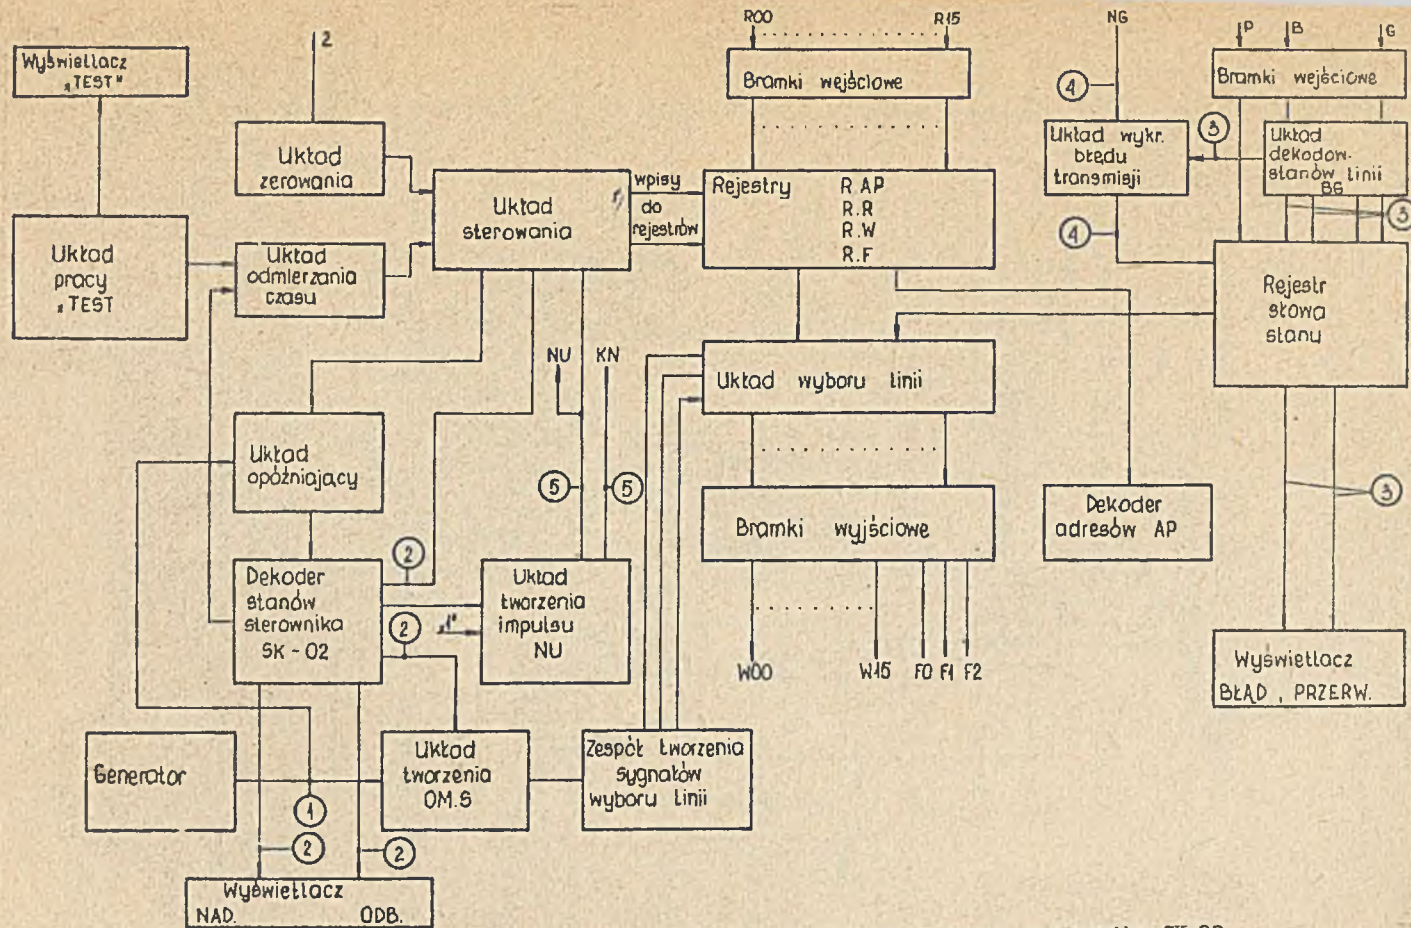 R00
R15
NG
P
B
G
Wyświetlacz
„TEST"
2
Bramki wejściowe
Bramki wejściowe
4
3
Układ
zerowania
Układ wykr.
błędu
transmisji
Układ
dekodow.
stanów linii
BG
Układ
sterowania
wpisy
do
rejestrów
Rejestry
R.AP
R.R
R.W
R.F
3
4
Układ
pracy
„TEST
Układ
odmierzania
czasu
Rejestr
słowa
stanu
NU
KN
Układ wyboru linii
Układ
opóźniający
5
5
3
Bramki wyjściowe
Dekoder
adresów AP
2
Dekoder
stanów
sterownika
SK-02
Układ
tworzenia
impulsu
NU
„1"
2
W00
W15
F0
F1
F2
Wyświetlacz
BŁĄD , PRZERW.
Generator
Układ
tworzenia
OM.S
Zespół tworzenia
sygnałów
wyboru linii
1
2
2
Wyświetlacz
NAD.
ODB.